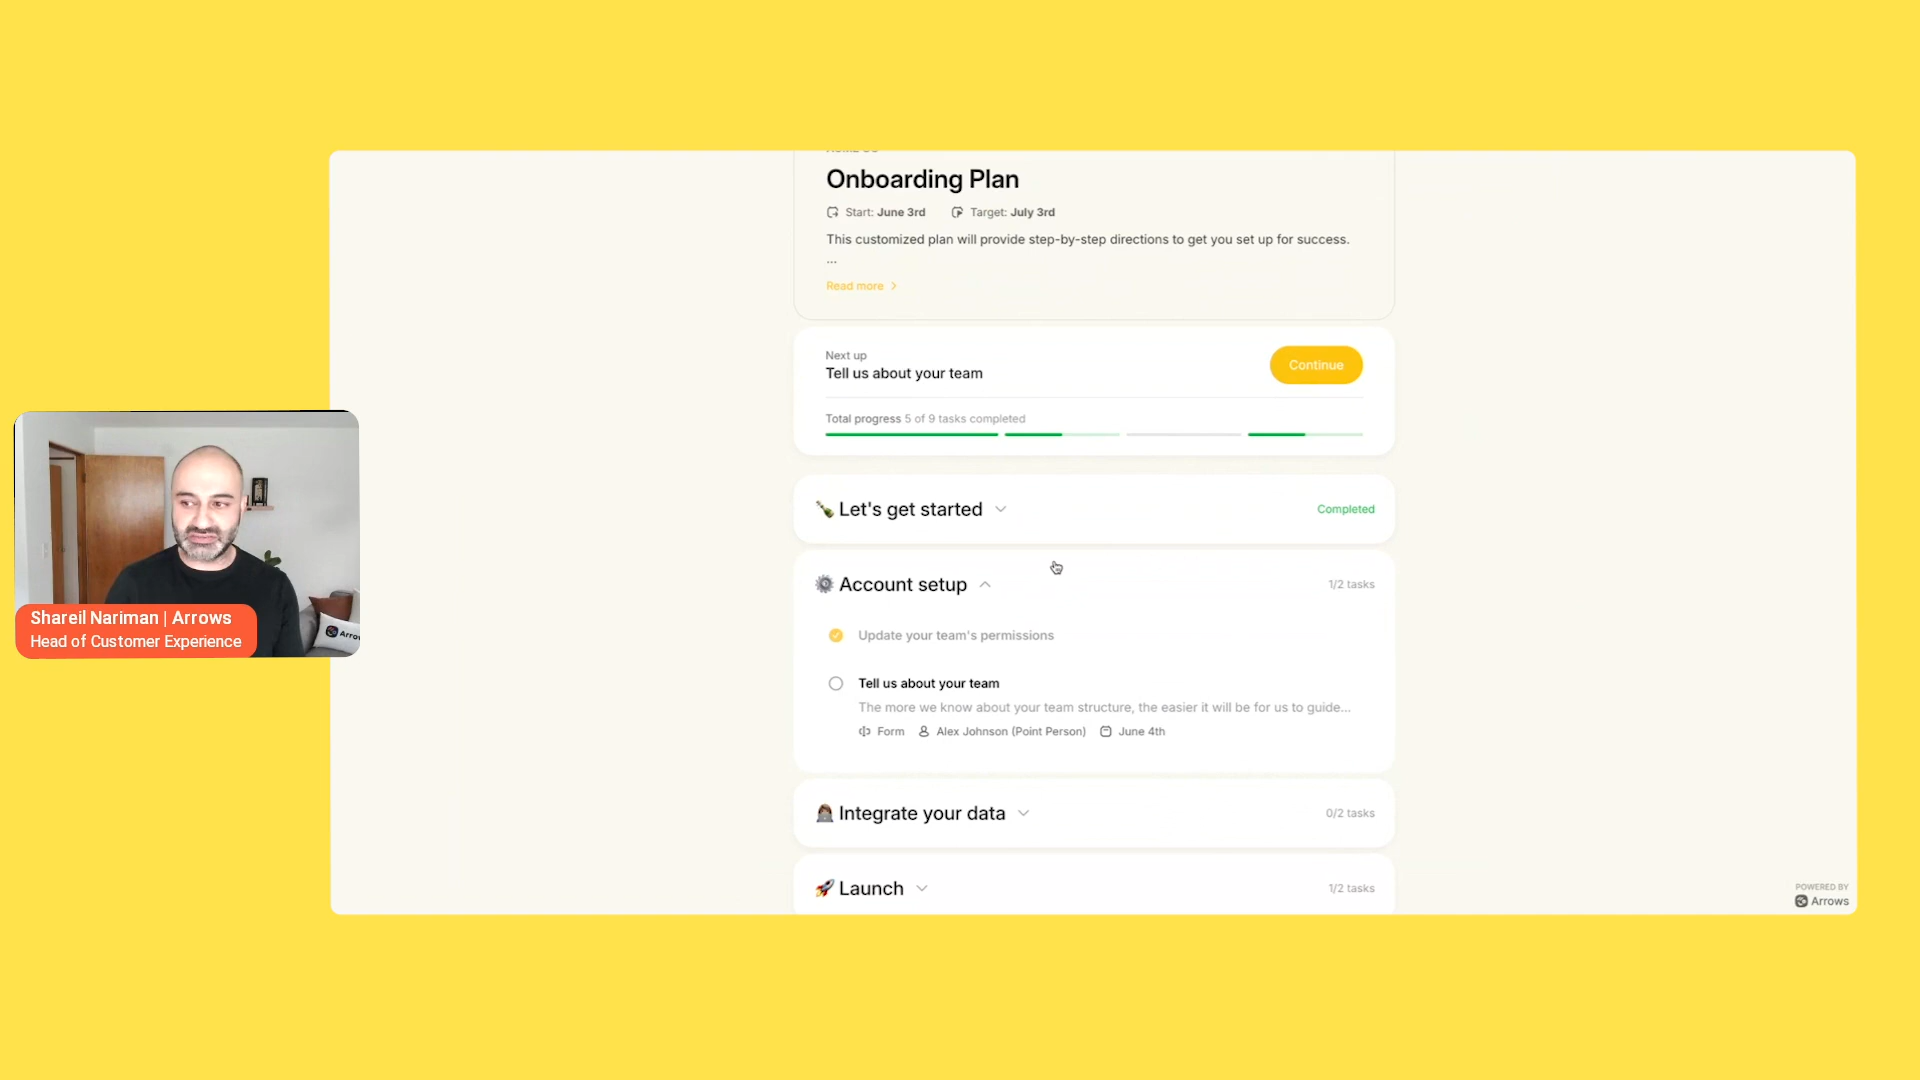 Onboarding Plan
Start: June 3rd Target: July 3rd
This customized plan will provide step-by-step directions to get you set up for success.
...
Read more
Next up
Tell us about your team
Continue
Total progress 5 of 9 tasks completed
Let's get started
Completed
Account setup
1/2 tasks
Update your team's permissions
Tell us about your team
The more we know about your team structure, the easier it will be for us to guide...
Form Alex Johnson (Point Person) June 4th
Integrate your data
0/2 tasks
Launch
1/2 tasks
POWERED BY
Arrows
Shareil Nariman | Arrows
Head of Customer Experience